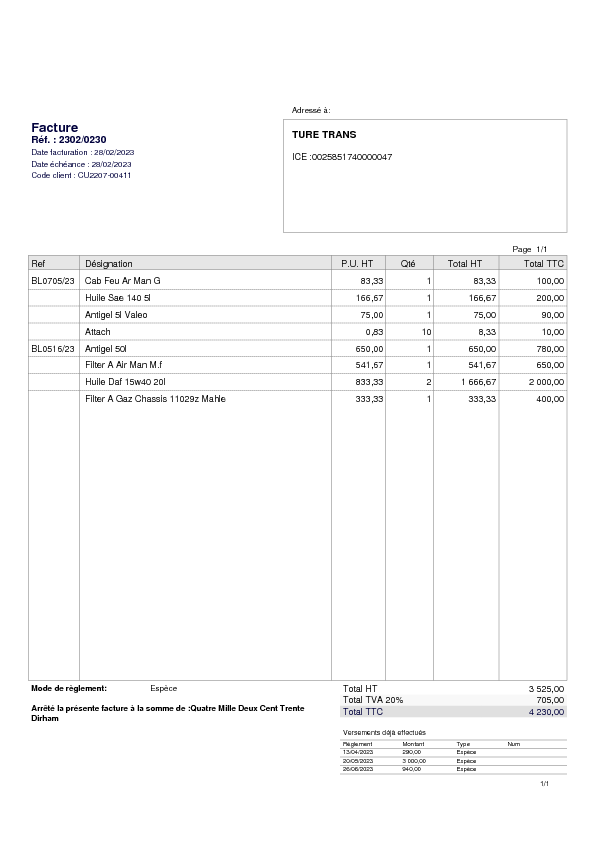 Adressé à:
Facture
Réf. : 2302/0230
Date facturation : 28/02/2023
Date échéance : 28/02/2023
Code client : CU2207-00411
TURE TRANS
ICE :0025851740000047
Page 1/1
Ref Désignation P.U. HT Qté Total HT Total TTC
BL0705/23 Cab Feu Ar Man G 83,33 1 83,33 100,00
Huile Sae 140 5l 166,67 1 166,67 200,00
Antigel 5l Valeo 75,00 1 75,00 90,00
Attach 0,83 10 8,33 10,00
BL0516/23 Antigel 50l 650,00 1 650,00 780,00
Filter A Air Man M.f 541,67 1 541,67 650,00
Huile Daf 15w40 20l 833,33 2 1 666,67 2 000,00
Filter A Gaz Chassis 11029z Mahle 333,33 1 333,33 400,00
Mode de règlement: Espèce
Total HT 3 525,00
Total TVA 20% 705,00
Total TTC 4 230,00
Arrêté la présente facture à la somme de :Quatre Mille Deux Cent Trente
Dirham
Versements déjà effectués
Règlement Montant Type Num
13/04/2023 290,00 Espèce
20/05/2023 3 000,00 Espèce
26/06/2023 940,00 Espèce
1/1